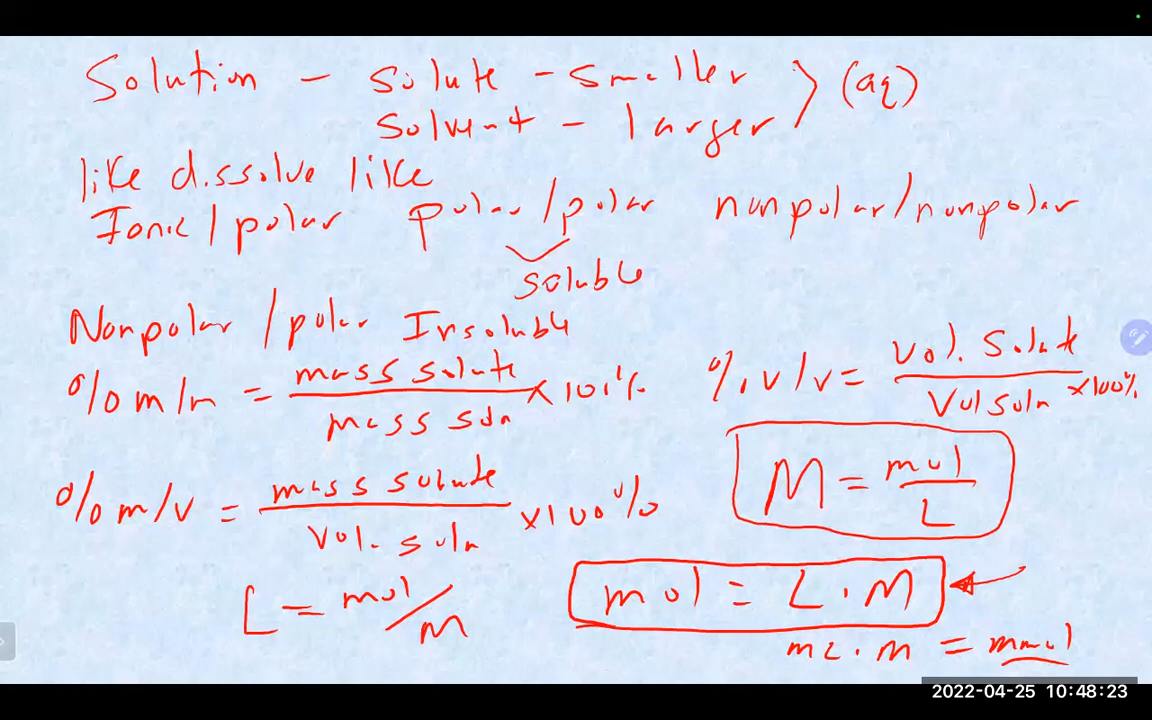 Solution - Solute - smaller } (aq)
Solvent - larger
like dissolve like
Ionic / polar polar / polar nonpolar / nonpolar
soluble
Nonpolar / polar Insoluble
% m/m = mass solute / mass soln × 100% % v/v = vol. Solute / Vol soln × 100%
% m/v = mass solute / Vol. soln × 100% M = mol / L
L = mol / M mol = L · M
mL · M = mmol
2022-04-25 10:48:23